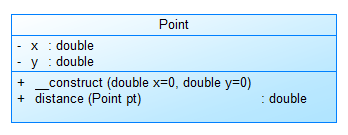 Point
- x : double
- y : double
+ __construct (double x=0, double y=0)
+ distance (Point pt) : double